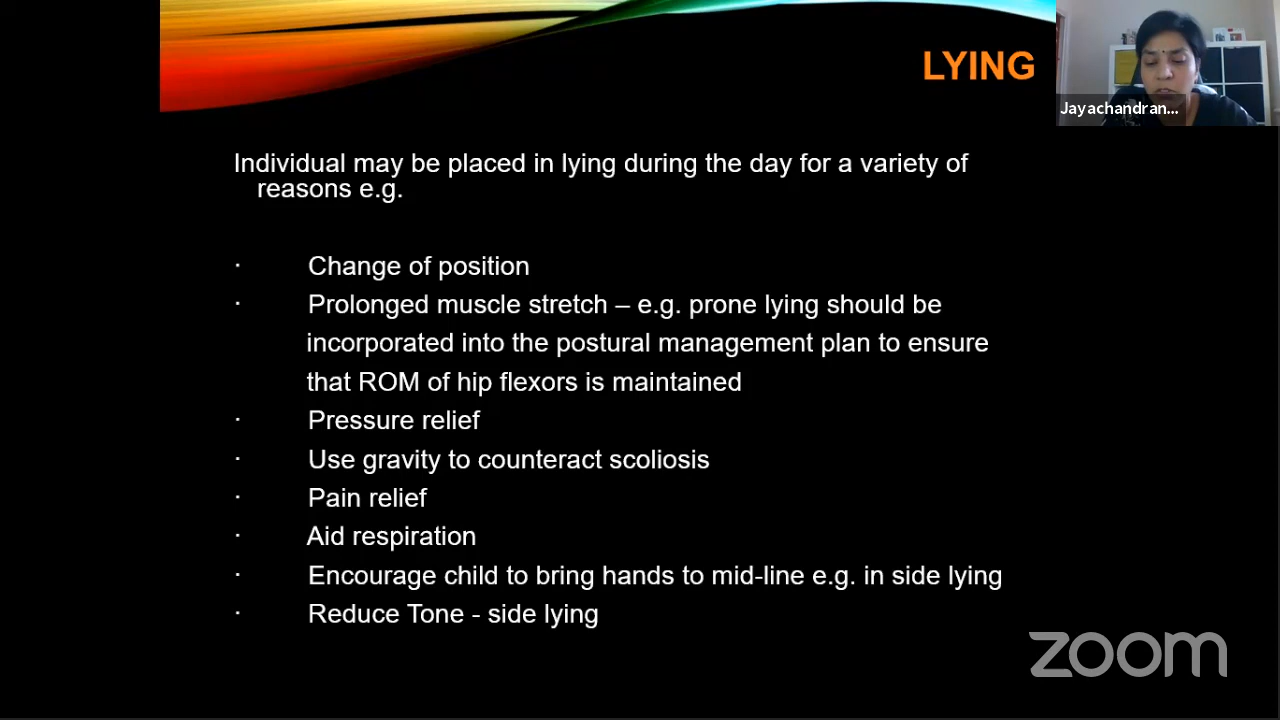 LYING
Jayachandran...
Individual may be placed in lying during the day for a variety of
reasons e.g.
· Change of position
· Prolonged muscle stretch – e.g. prone lying should be
incorporated into the postural management plan to ensure
that ROM of hip flexors is maintained
· Pressure relief
· Use gravity to counteract scoliosis
· Pain relief
· Aid respiration
· Encourage child to bring hands to mid-line e.g. in side lying
· Reduce Tone - side lying
zoom